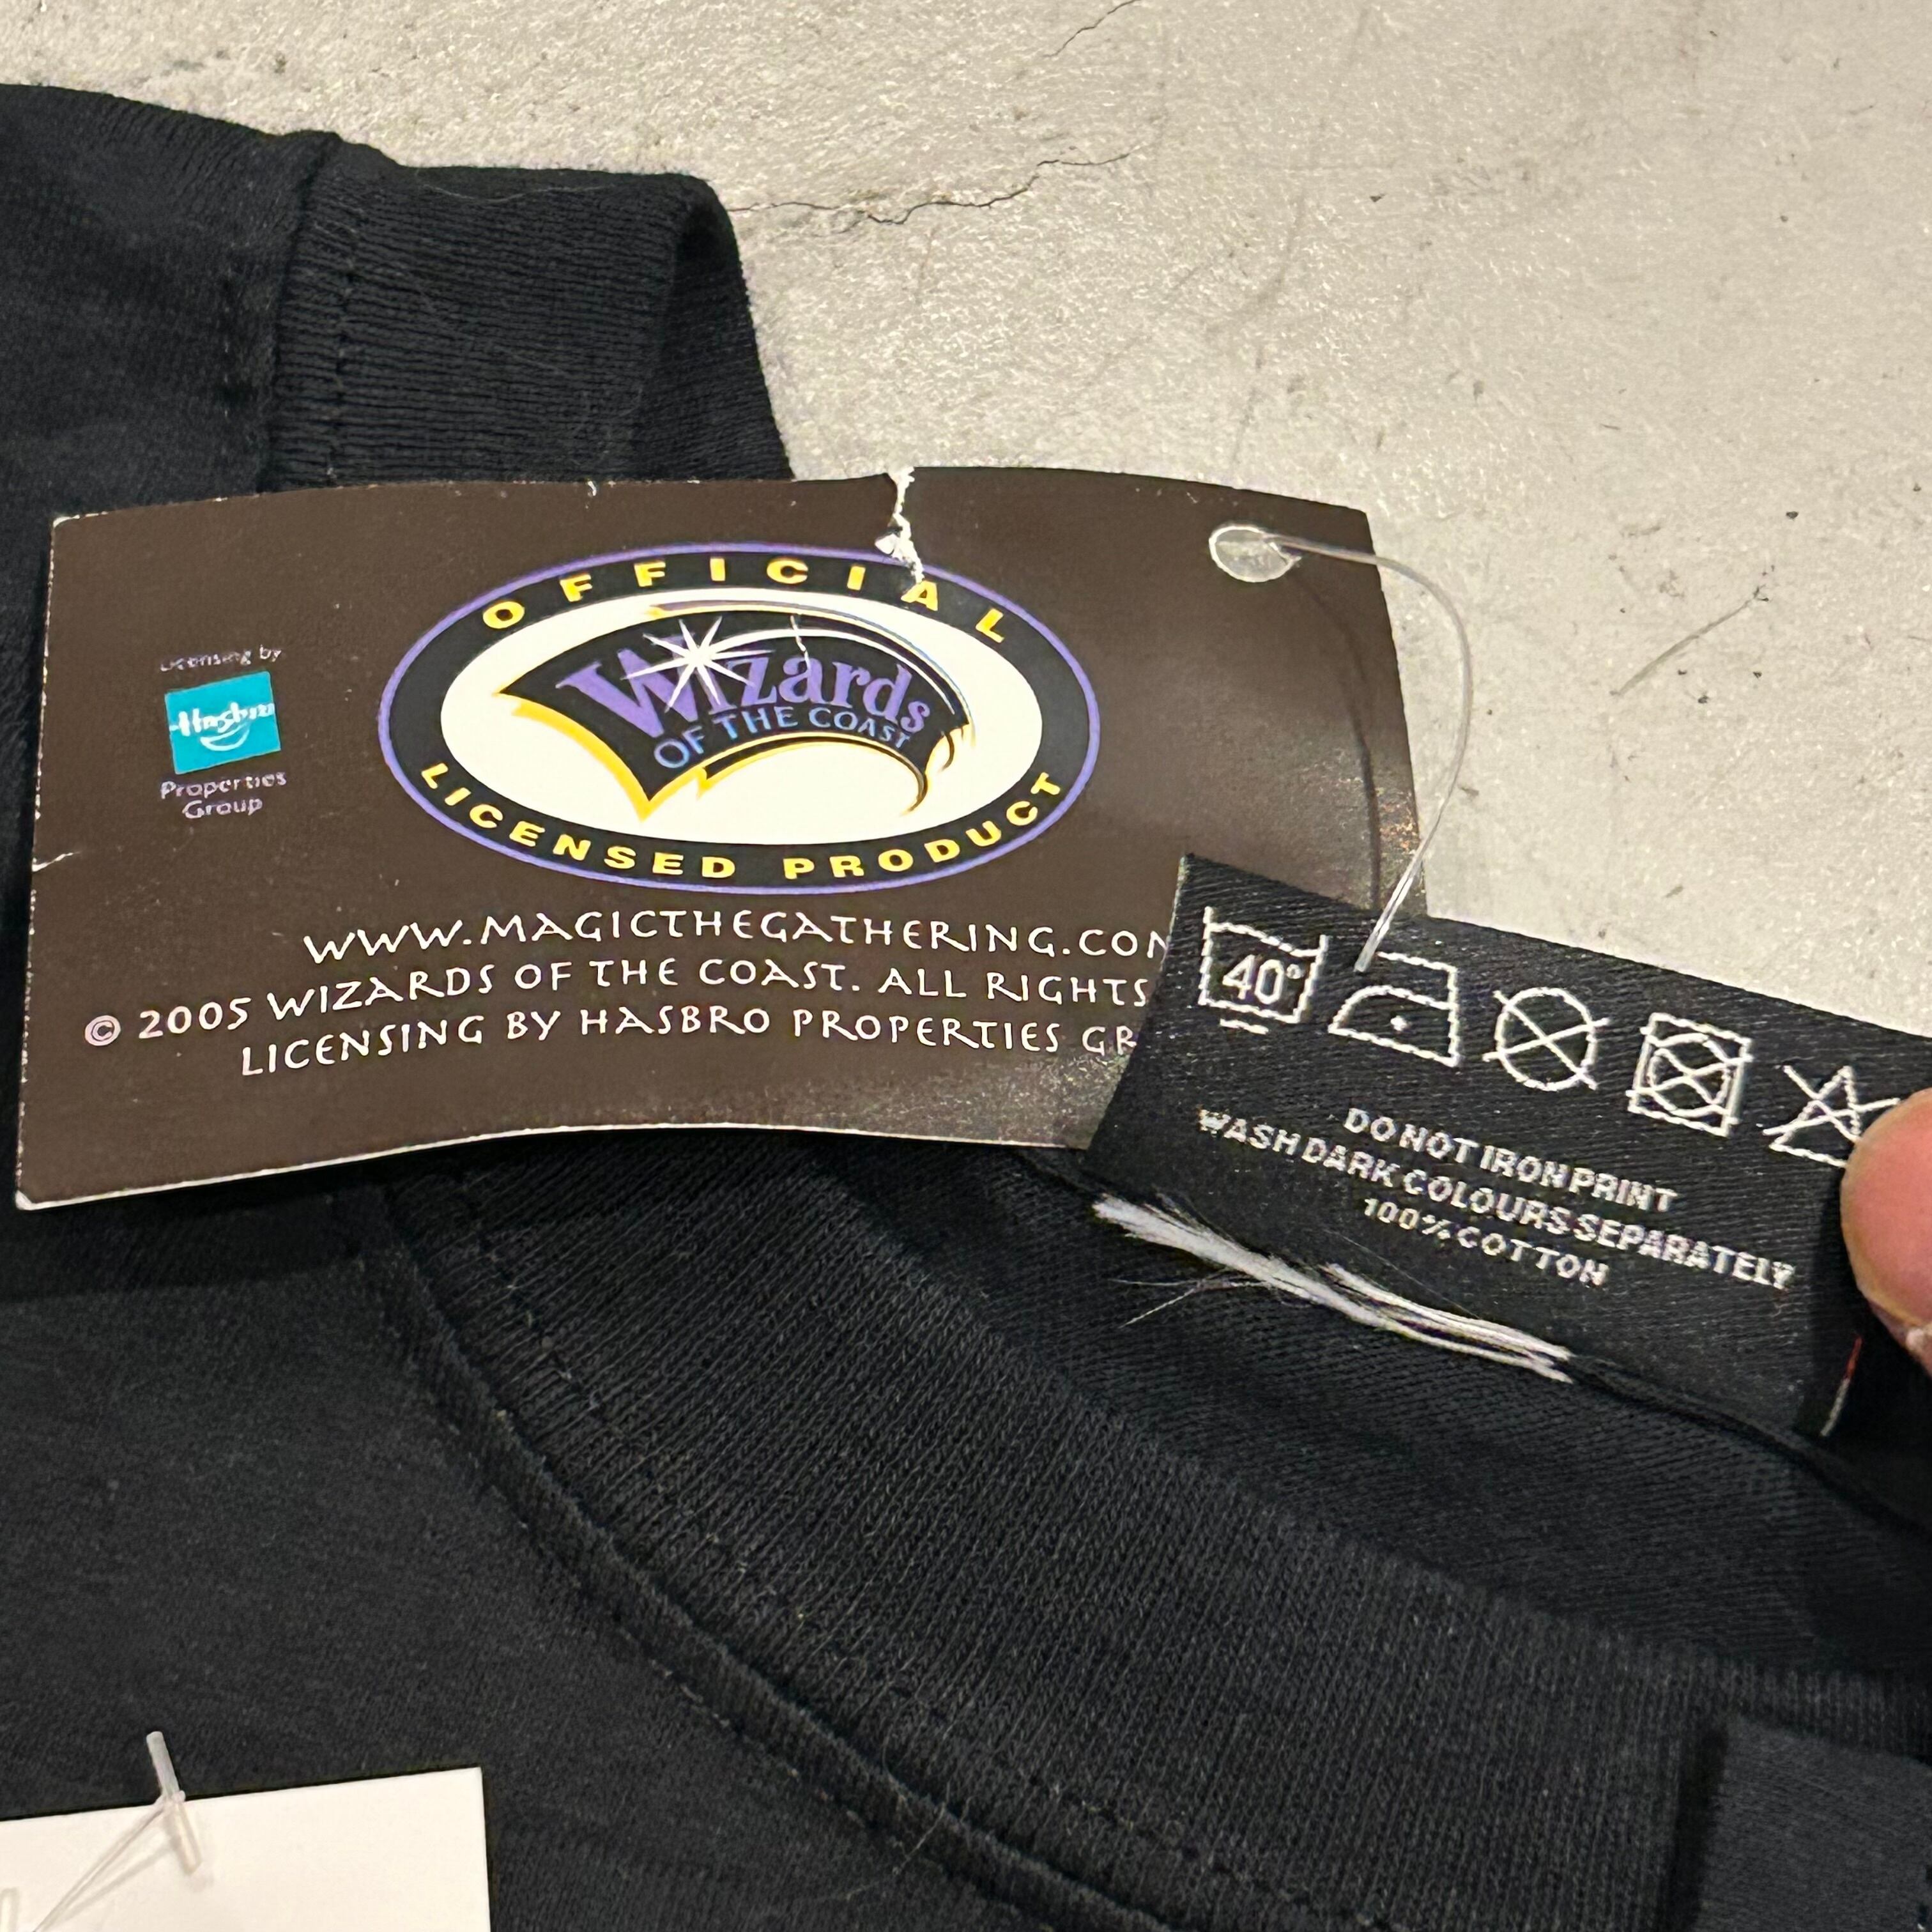 OFFICIAL
Wizards
OF THE COAST
LICENSED PRODUCT
Licensing by
Hasbro
Properties
Group
WWW.MAGICTHEGATHERING.COM
© 2005 WIZARDS OF THE COAST. ALL RIGHTS
LICENSING BY HASBRO PROPERTIES GR
40°
DO NOT IRON PRINT
WASH DARK COLOURS SEPARATELY
100% COTTON